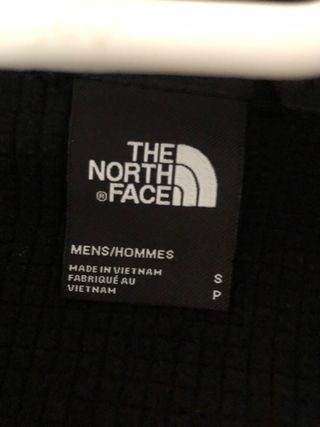 THE
NORTH
®FACE
MENS/HOMMES
MADE IN VIETNAM
FABRIQUÉ AU
VIETNAM
S
P